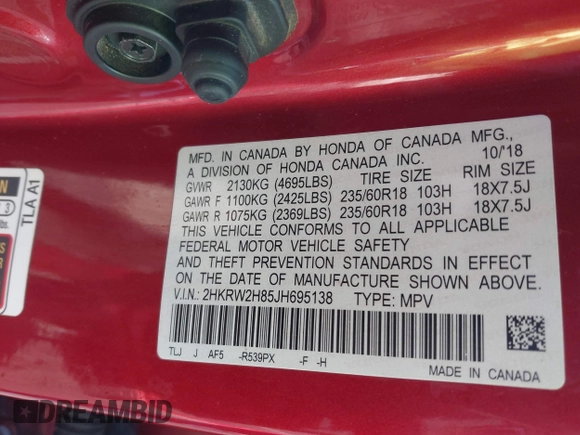 MFD. IN CANADA BY HONDA OF CANADA MFG.,
A DIVISION OF HONDA CANADA INC. 10/'18
GVWR 2130KG (4695LBS) TIRE SIZE RIM SIZE
GAWR F 1100KG (2425LBS) 235/60R18 103H 18X7.5J
GAWR R 1075KG (2369LBS) 235/60R18 103H 18X7.5J
THIS VEHICLE CONFORMS TO ALL APPLICABLE
FEDERAL MOTOR VEHICLE SAFETY
AND THEFT PREVENTION STANDARDS IN EFFECT
ON THE DATE OF MANUFACTURE SHOWN ABOVE.
V.I.N.: 2HKRW2H85JH695138 TYPE: MPV
TLJ J AF5 -R539PX -F -H
MADE IN CANADA
TLA A1
DREAMBID